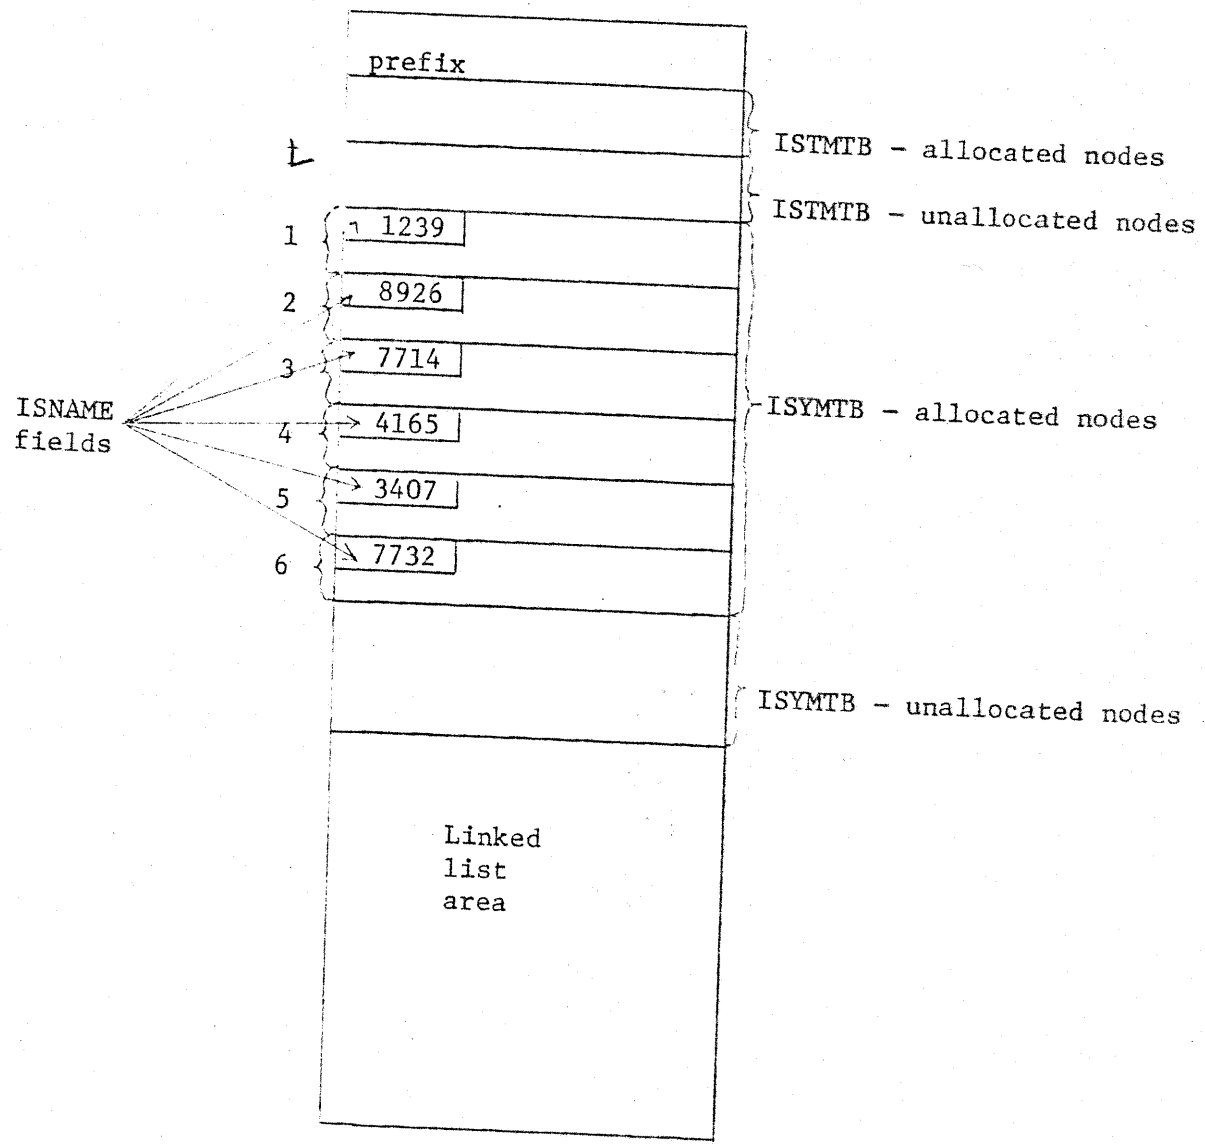 prefix
ISTMTB - allocated nodes
ISTMTB - unallocated nodes
1 1239
2 8926
3 7714
ISNAME
fields
4 4165
ISYMTB - allocated nodes
5 3407
6 7732
ISYMTB - unallocated nodes
Linked
list
area